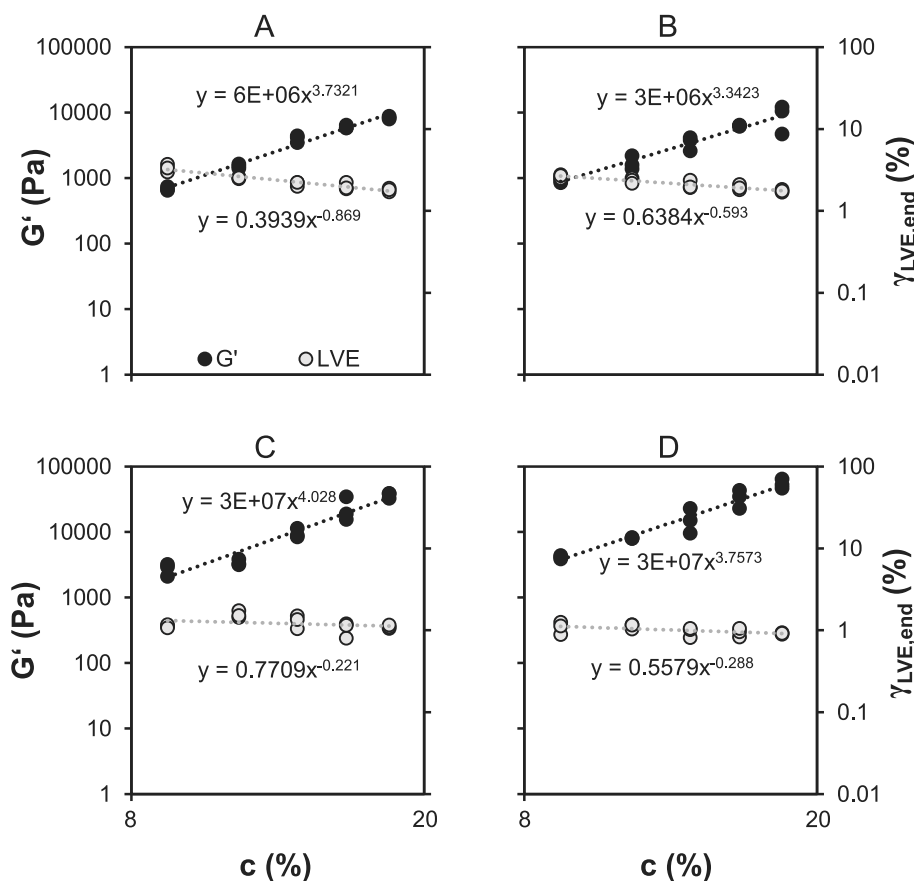 A
B
100000
10000
1000
100
10
1
G‘ (Pa)
y = 6E+06x^3.7321
y = 0.3939x^-0.869
G'
LVE
y = 3E+06x^3.3423
y = 0.6384x^-0.593
100
10
1
0.1
0.01
γLVE,end (%)
C
D
100000
10000
1000
100
10
1
G‘ (Pa)
y = 3E+07x^4.028
y = 0.7709x^-0.221
y = 3E+07x^3.7573
y = 0.5579x^-0.288
100
10
1
0.1
0.01
γLVE,end (%)
8
20
8
20
c (%)
c (%)